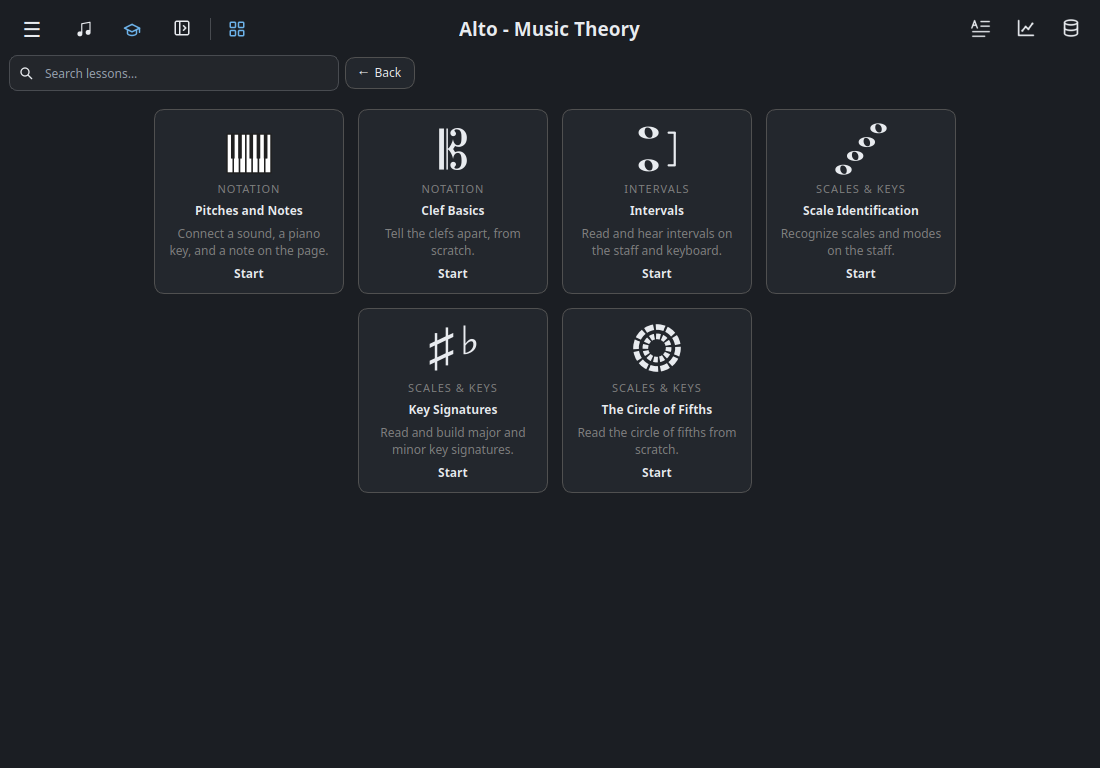 Alto - Music Theory
Search lessons...
← Back
NOTATION
Pitches and Notes
Connect a sound, a piano
key, and a note on the page.
Start
NOTATION
Clef Basics
Tell the clefs apart, from
scratch.
Start
INTERVALS
Intervals
Read and hear intervals on
the staff and keyboard.
Start
SCALES & KEYS
Scale Identification
Recognize scales and modes
on the staff.
Start
SCALES & KEYS
Key Signatures
Read and build major and
minor key signatures.
Start
SCALES & KEYS
The Circle of Fifths
Read the circle of fifths from
scratch.
Start